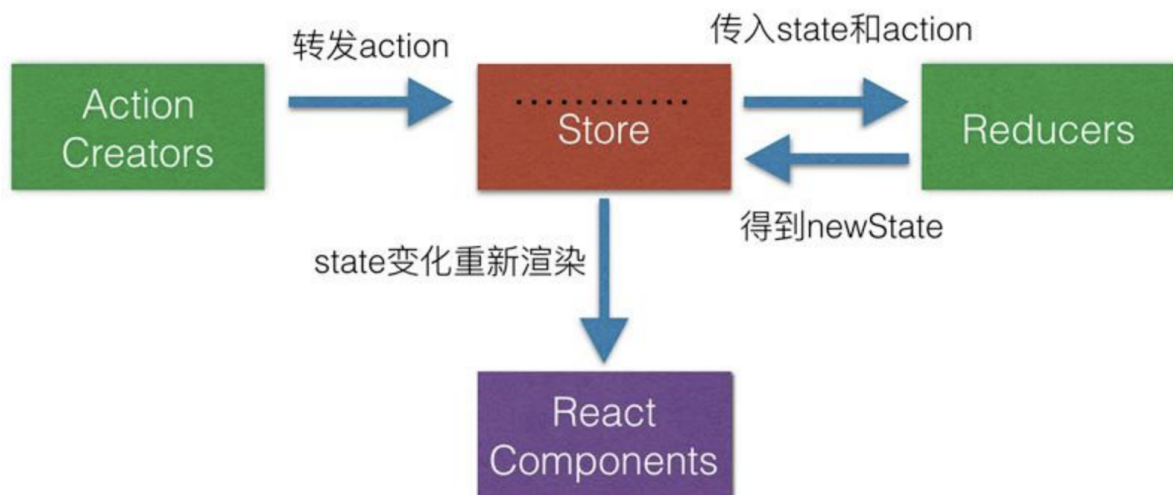 转发action
传入state和action
Action
Creators
............
Store
Reducers
得到newState
state变化重新渲染
React
Components